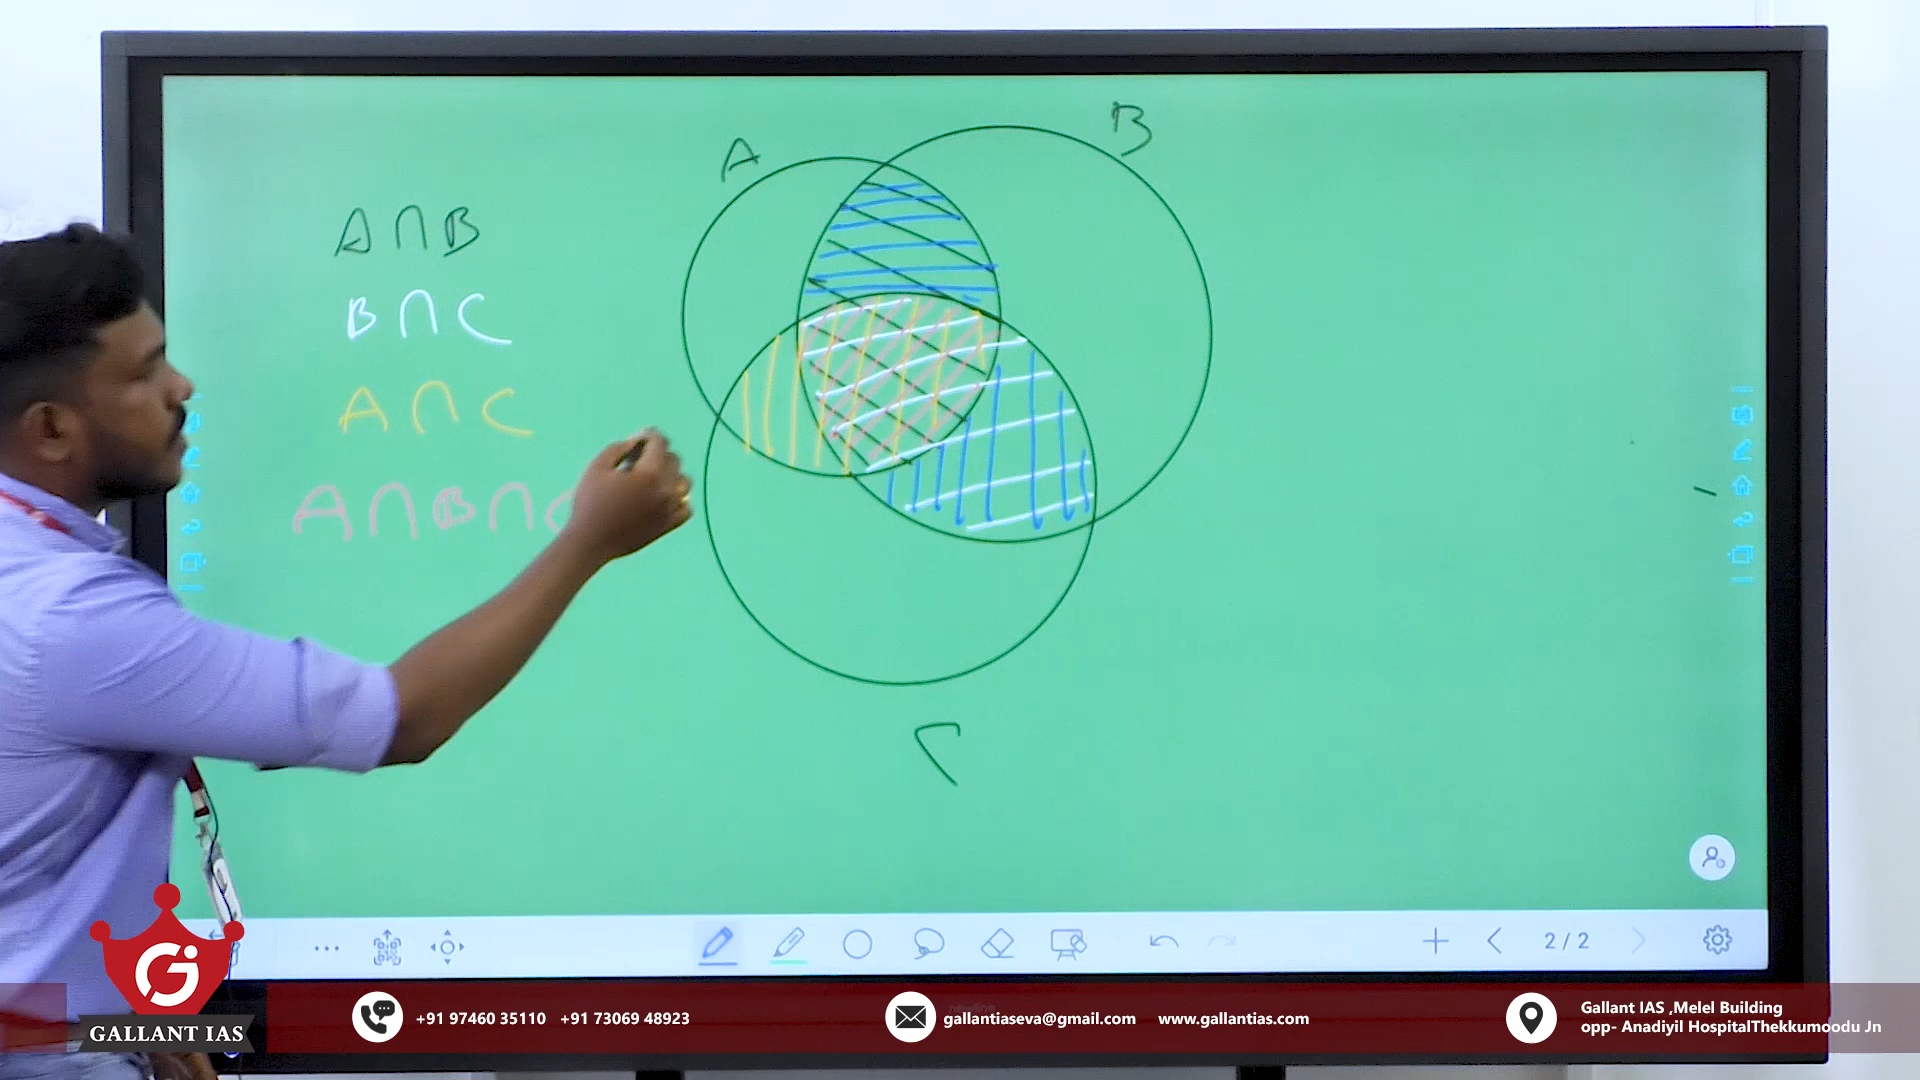 A
B
A∩B
B∩C
A∩C
A∩B∩C
C
2/2
GALLANT IAS
+91 97460 35110 +91 73069 48923
gallantiaseva@gmail.com www.gallantias.com
Gallant IAS ,Melel Building
opp- Anadiyil HospitalThekkumoodu Jn